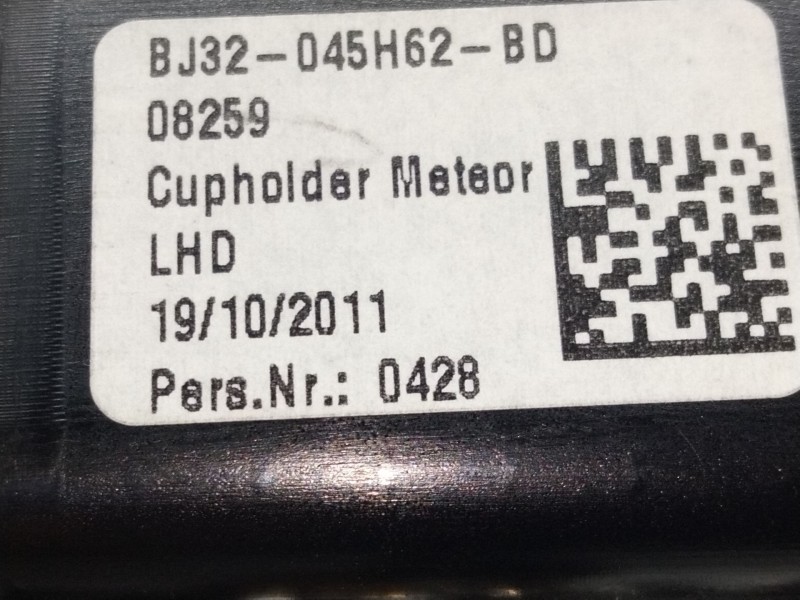 BJ32-045H62-BD
08259
Cupholder Meteor
LHD
19/10/2011
Pers.Nr.: 0428